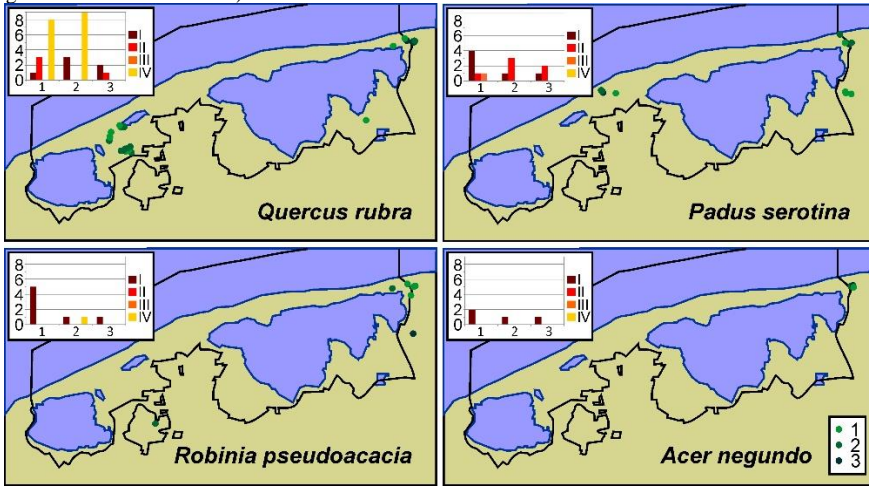 8
6
4
2
0
1 2 3
I
II
III
IV
Quercus rubra
8
6
4
2
0
1 2 3
I
II
III
IV
Padus serotina
8
6
4
2
0
1 2 3
I
II
III
IV
Robinia pseudoacacia
8
6
4
2
0
1 2 3
I
II
III
IV
Acer negundo
1
2
3